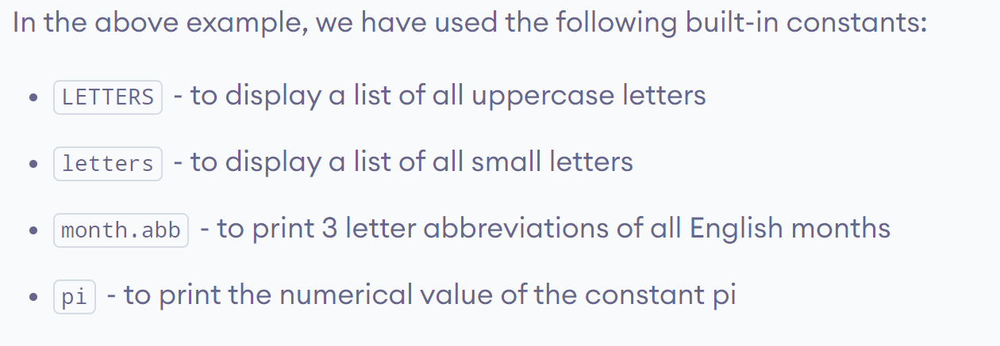 In the above example, we have used the following built-in constants:
• LETTERS - to display a list of all uppercase letters
• letters - to display a list of all small letters
• month.abb - to print 3 letter abbreviations of all English months
• pi - to print the numerical value of the constant pi